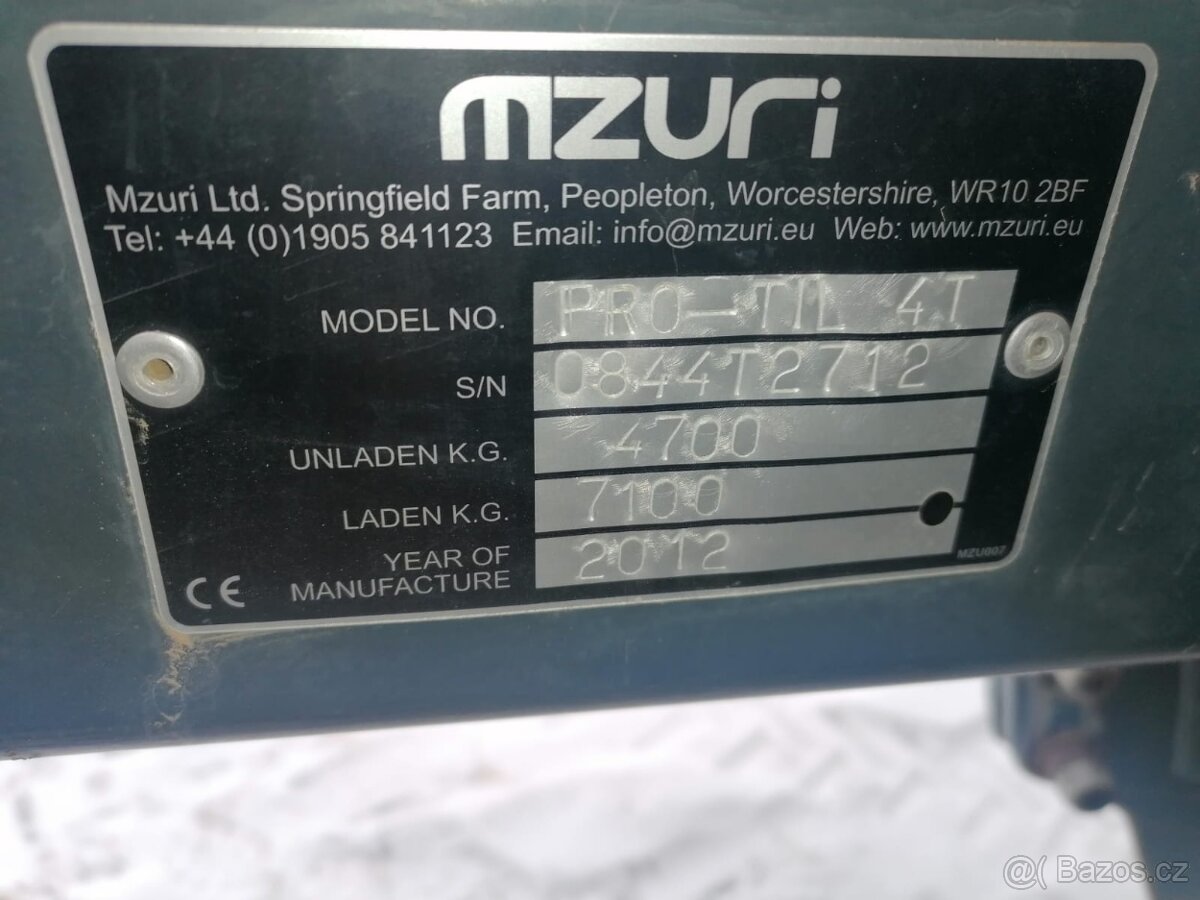 mzuri
Mzuri Ltd. Springfield Farm, Peopleton, Worcestershire, WR10 2BF
Tel: +44 (0)1905 841123 Email: info@mzuri.eu Web: www.mzuri.eu
MODEL NO. PRO-TIL 4T
S/N 0844T2712
UNLADEN K.G. 4700
LADEN K.G. 7100
YEAR OF
MANUFACTURE 2012
CE
MZU007
@( Bazos.cz